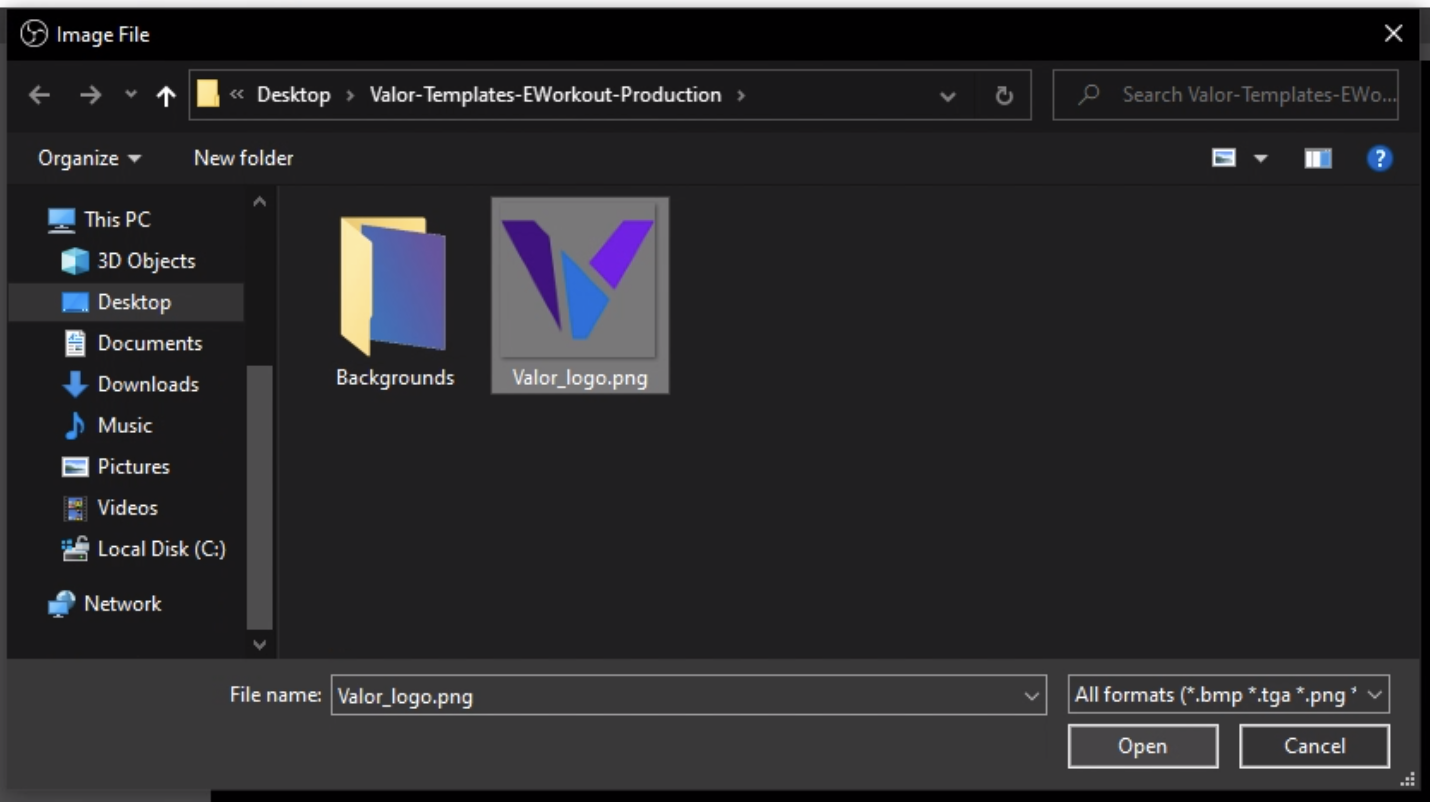 Image File
« Desktop > Valor-Templates-EWorkout-Production >
Search Valor-Templates-EWo...
Organize
New folder
This PC
3D Objects
Desktop
Documents
Downloads
Music
Pictures
Videos
Local Disk (C:)
Network
Backgrounds
Valor_logo.png
File name: Valor_logo.png
All formats (*.bmp *.tga *.png *
Open
Cancel